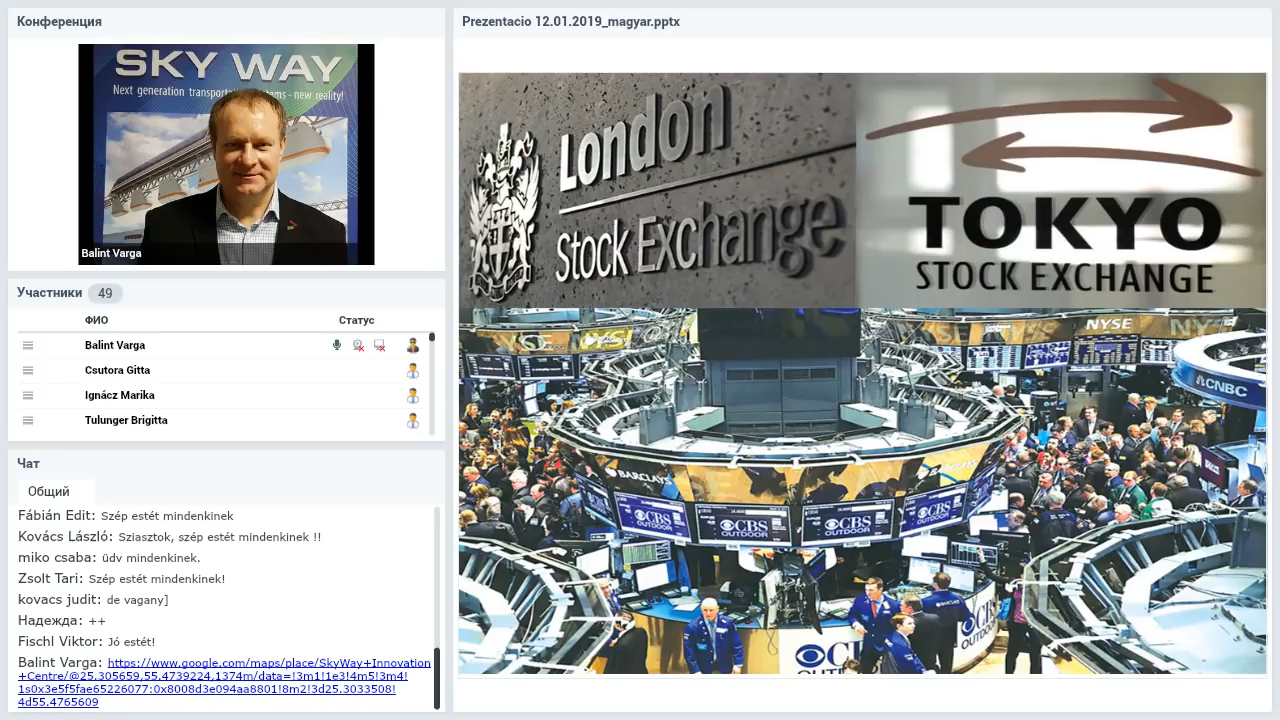 Конференция
SKY WAY
Next generation
new reality!
Balint Varga
Участники 49
ФИО Статус
Balint Varga
Csutora Gitta
Ignácz Marika
Tulunger Brigitta
Чат
Общий
Fábián Edit: Szép estét mindenkinek
Kovács László: Sziasztok, szép estét mindenkinek !!
miko csaba: üdv mindenkinek.
Zsolt Tari: Szép estét mindenkinek!
kovacs judit: de vagany]
Надежда: ++
Fischl Viktor: Jó estét!
Balint Varga: https://www.google.com/maps/place/SkyWay+Innovation
+Centre/@25.305659,55.4739224,1374m/data=!3m1!1e3!4m5!3m4!
1s0x3e5f5fae65226077:0x8008d3e094aa8801!8m2!3d25.3033508!
4d55.4765609
Prezentacio 12.01.2019_magyar.pptx
London
Stock Exchange
TOKYO
STOCK EXCHANGE
NYSE
CNBC
BARCLAYS
CBS
OUTDOOR
CBS
OUTDOOR
CBS
OUTDOOR
CBS
OUTDOOR
CBS